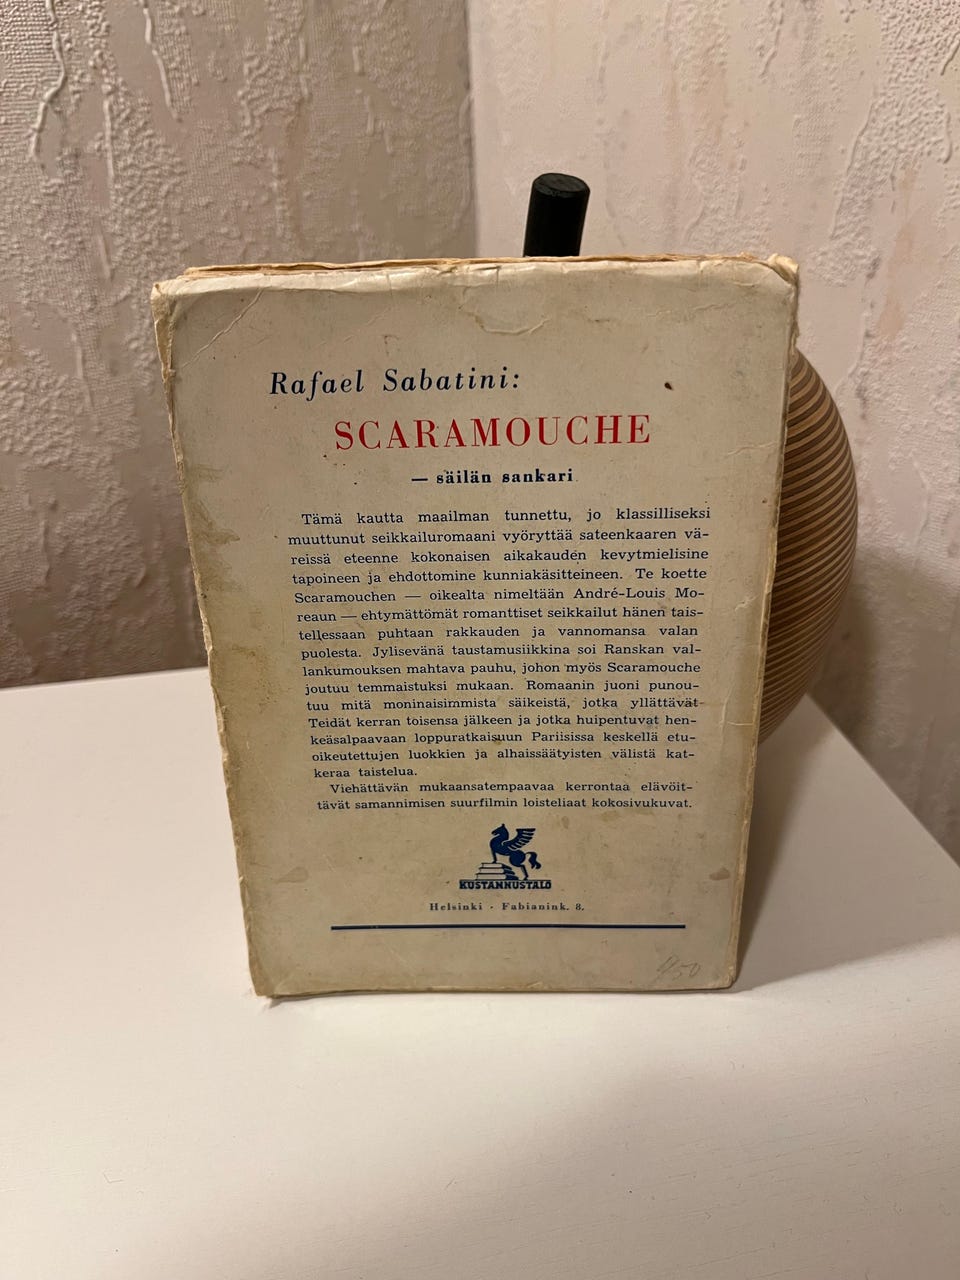 Rafael Sabatini:
SCARAMOUCHE
— säilän sankari
Tämä kautta maailman tunnettu, jo klassilliseksi
muuttunut seikkailuromaani vyöryttää sateenkaaren vä-
reissä eteenne kokonaisen aikakauden kevytmielisine
tapoineen ja ehdottomine kunniakäsitteineen. Te koette
Scaramouchen — oikealta nimeltään André-Louis Mo-
reaun — ehtymättömät romanttiset seikkailut hänen tais-
tellessaan puhtaan rakkauden ja vannomansa valan
puolesta. Jylisevänä taustamusiikkina soi Ranskan val-
lankumouksen mahtava pauhu, johon myös Scaramouche
joutuu temmaistuksi mukaan. Romaanin juoni punou-
tuu mitä moninaisimmista säikeistä, jotka yllättävät
Teidät kerran toisensa jälkeen ja jotka huipentuvat hen-
keäsalpaavaan loppuratkaisuun Pariisissa keskellä etu-
oikeutettujen luokkien ja alhaissäätyisten välistä kat-
keraa taistelua.
Viehättävän mukaansatempaavaa kerrontaa elävöit-
tävät samannimisen suurfilmin loisteliaat kokosivukuvat.
KUSTANNUSTALO
Helsinki · Fabianink. 8.